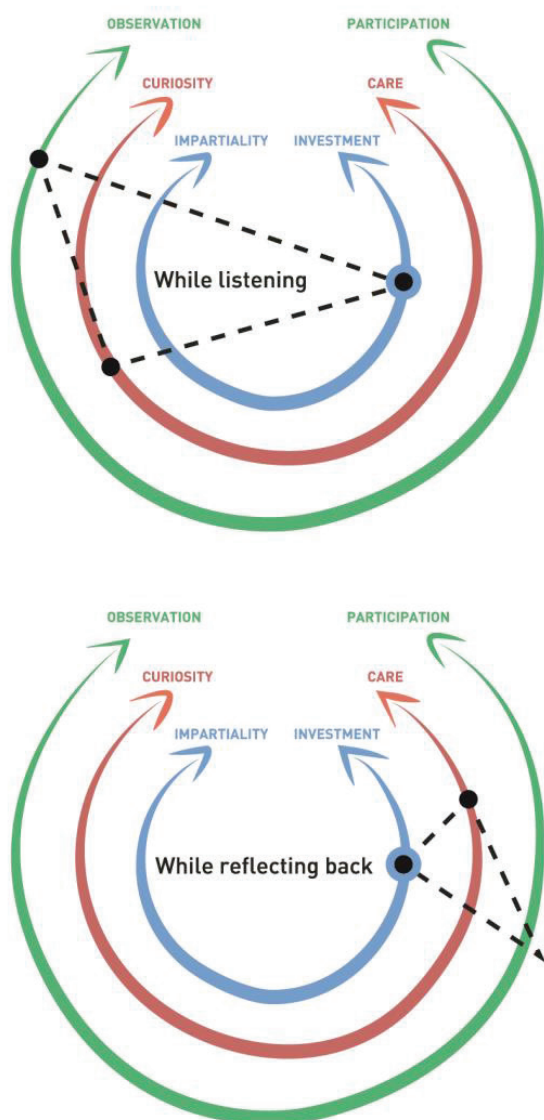 OBSERVATION PARTICIPATION
CURIOSITY CARE
IMPARTIALITY INVESTMENT
While listening
OBSERVATION PARTICIPATION
CURIOSITY CARE
IMPARTIALITY INVESTMENT
While reflecting back